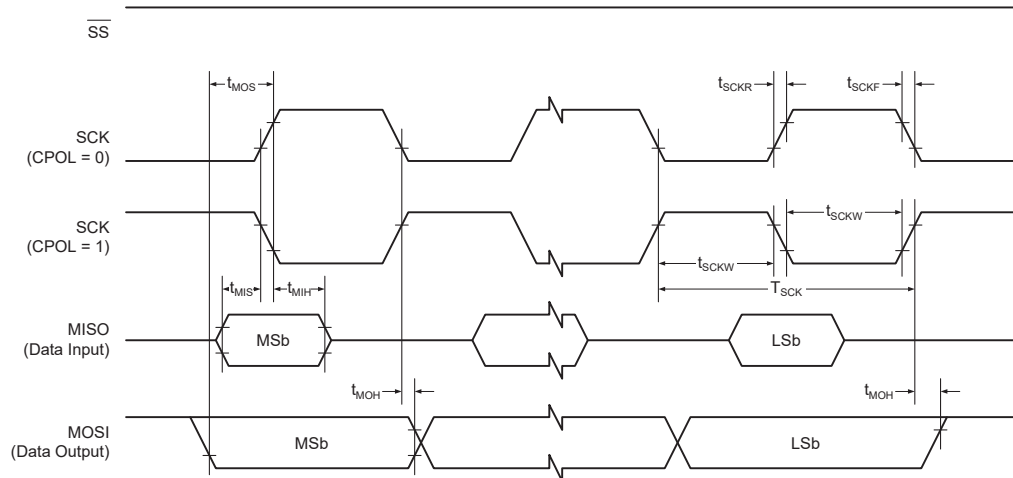 SS
tMOS
tSCKR
tSCKF
SCK
(CPOL = 0)
SCK
(CPOL = 1)
tSCKW
tSCKW
TSCK
tMIS
tMIH
MISO
(Data Input)
MSb
LSb
tMOH
tMOH
MOSI
(Data Output)
MSb
LSb